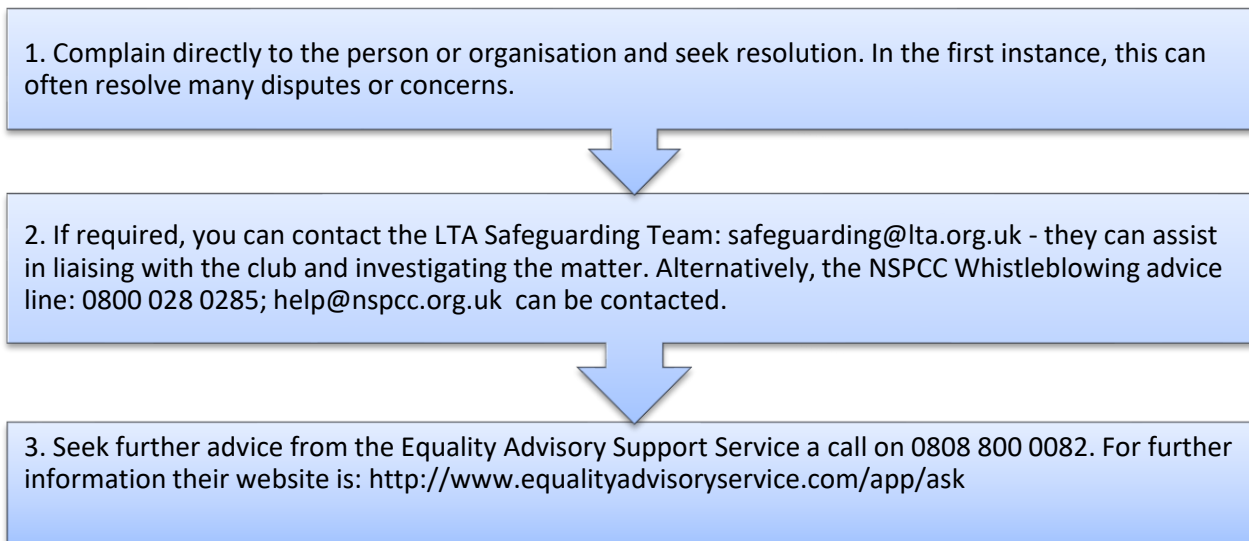 1. Complain directly to the person or organisation and seek resolution. In the first instance, this can
often resolve many disputes or concerns.
2. If required, you can contact the LTA Safeguarding Team: safeguarding@lta.org.uk - they can assist
in liaising with the club and investigating the matter. Alternatively, the NSPCC Whistleblowing advice
line: 0800 028 0285; help@nspcc.org.uk can be contacted.
3. Seek further advice from the Equality Advisory Support Service a call on 0808 800 0082. For further
information their website is: http://www.equalityadvisoryservice.com/app/ask